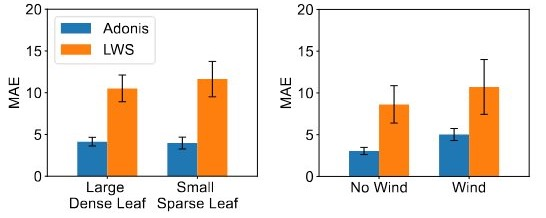 20
15
10
5
0
MAE
Adonis
LWS
Large
Dense Leaf
Small
Sparse Leaf
20
15
10
5
0
MAE
No Wind
Wind